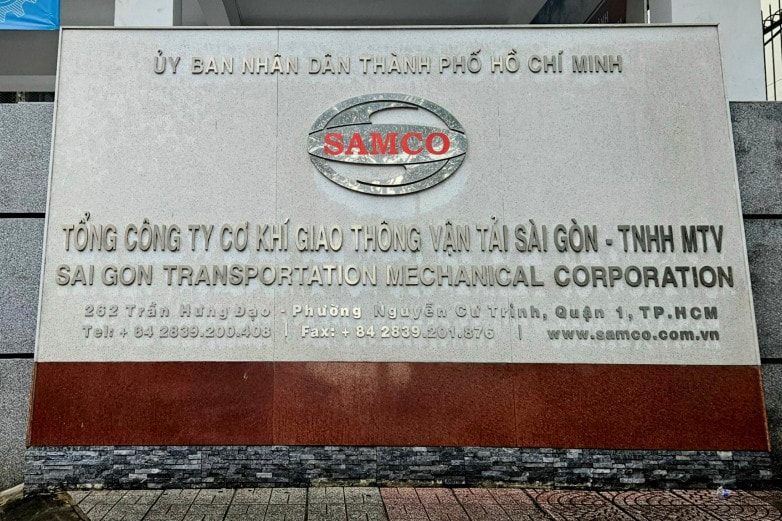 ỦY BAN NHÂN DÂN THÀNH PHỐ HỒ CHÍ MINH
SAMCO
TỔNG CÔNG TY CƠ KHÍ GIAO THÔNG VẬN TẢI SÀI GÒN - TNHH MTV
SAI GON TRANSPORTATION MECHANICAL CORPORATION
262 Trần Hưng Đạo - Phường Nguyễn Cư Trinh, Quận 1, TP.HCM
Tel: + 84 2839.200.408 | Fax: + 84 2839.201.876 | www.samco.com.vn